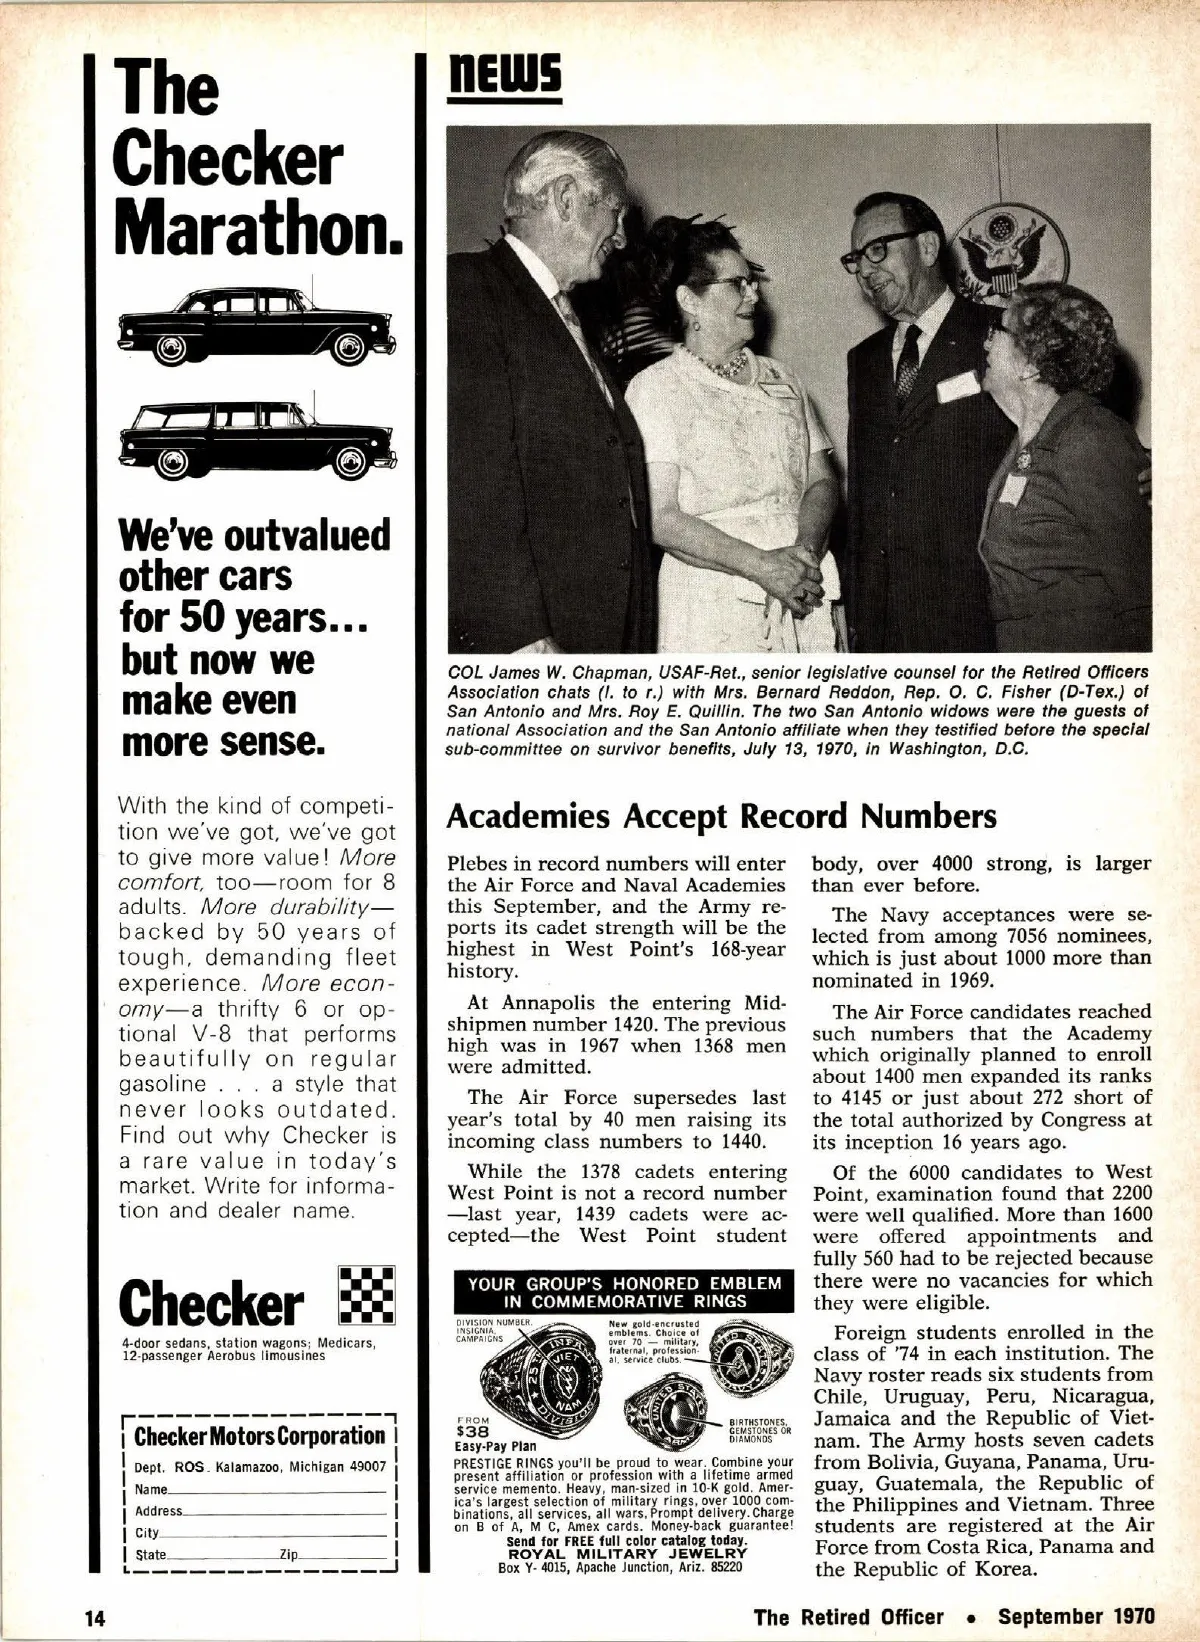 The
Checker
Marathon.
We've outvalued
other cars
for 50 years...
but now we
make even
more sense.
With the kind of competi-
tion we've got, we've got
to give more value! More
comfort, too—room for 8
adults. More durability—
backed by 50 years of
tough, demanding fleet
experience. More econ-
omy—a thrifty 6 or op-
tional V-8 that performs
beautifully on regular
gasoline . . . a style that
never looks outdated.
Find out why Checker is
a rare value in today's
market. Write for informa-
tion and dealer name.
Checker
4-door sedans, station wagons; Medicars,
12-passenger Aerobus limousines
Checker Motors Corporation
Dept. ROS. Kalamazoo, Michigan 49007
Name
Address
City
State Zip
news
COL James W. Chapman, USAF-Ret., senior legislative counsel for the Retired Officers
Association chats (l. to r.) with Mrs. Bernard Reddon, Rep. O. C. Fisher (D-Tex.) of
San Antonio and Mrs. Roy E. Quillin. The two San Antonio widows were the guests of
national Association and the San Antonio affiliate when they testified before the special
sub-committee on survivor benefits, July 13, 1970, in Washington, D.C.
Academies Accept Record Numbers
Plebes in record numbers will enter
the Air Force and Naval Academies
this September, and the Army re-
ports its cadet strength will be the
highest in West Point's 168-year
history.
At Annapolis the entering Mid-
shipmen number 1420. The previous
high was in 1967 when 1368 men
were admitted.
The Air Force supersedes last
year's total by 40 men raising its
incoming class numbers to 1440.
While the 1378 cadets entering
West Point is not a record number
—last year, 1439 cadets were ac-
cepted—the West Point student
body, over 4000 strong, is larger
than ever before.
The Navy acceptances were se-
lected from among 7056 nominees,
which is just about 1000 more than
nominated in 1969.
The Air Force candidates reached
such numbers that the Academy
which originally planned to enroll
about 1400 men expanded its ranks
to 4145 or just about 272 short of
the total authorized by Congress at
its inception 16 years ago.
Of the 6000 candidates to West
Point, examination found that 2200
were well qualified. More than 1600
were offered appointments and
fully 560 had to be rejected because
there were no vacancies for which
they were eligible.
Foreign students enrolled in the
class of '74 in each institution. The
Navy roster reads six students from
Chile, Uruguay, Peru, Nicaragua,
Jamaica and the Republic of Viet-
nam. The Army hosts seven cadets
from Bolivia, Guyana, Panama, Uru-
guay, Guatemala, the Republic of
the Philippines and Vietnam. Three
students are registered at the Air
Force from Costa Rica, Panama and
the Republic of Korea.
YOUR GROUP'S HONORED EMBLEM
IN COMMEMORATIVE RINGS
DIVISION NUMBER,
INSIGNIA,
CAMPAIGNS
New gold-encrusted
emblems. Choice of
over 70 — military,
fraternal, profession-
al, service clubs.
25 INFANTRY
VIET
NAM
DIVISION
UNITED STATES
NAVY
UNITED STATES
ARMY
FROM
$38
Easy-Pay Plan
BIRTHSTONES,
GEMSTONES OR
DIAMONDS
PRESTIGE RINGS you'll be proud to wear. Combine your
present affiliation or profession with a lifetime armed
service memento. Heavy, man-sized in 10-K gold. Amer-
ica's largest selection of military rings, over 1000 com-
binations, all services, all wars. Prompt delivery. Charge
on B of A, M C, Amex cards. Money-back guarantee!
Send for FREE full color catalog today.
ROYAL MILITARY JEWELRY
Box Y- 4015, Apache Junction, Ariz. 85220
14
The Retired Officer • September 1970